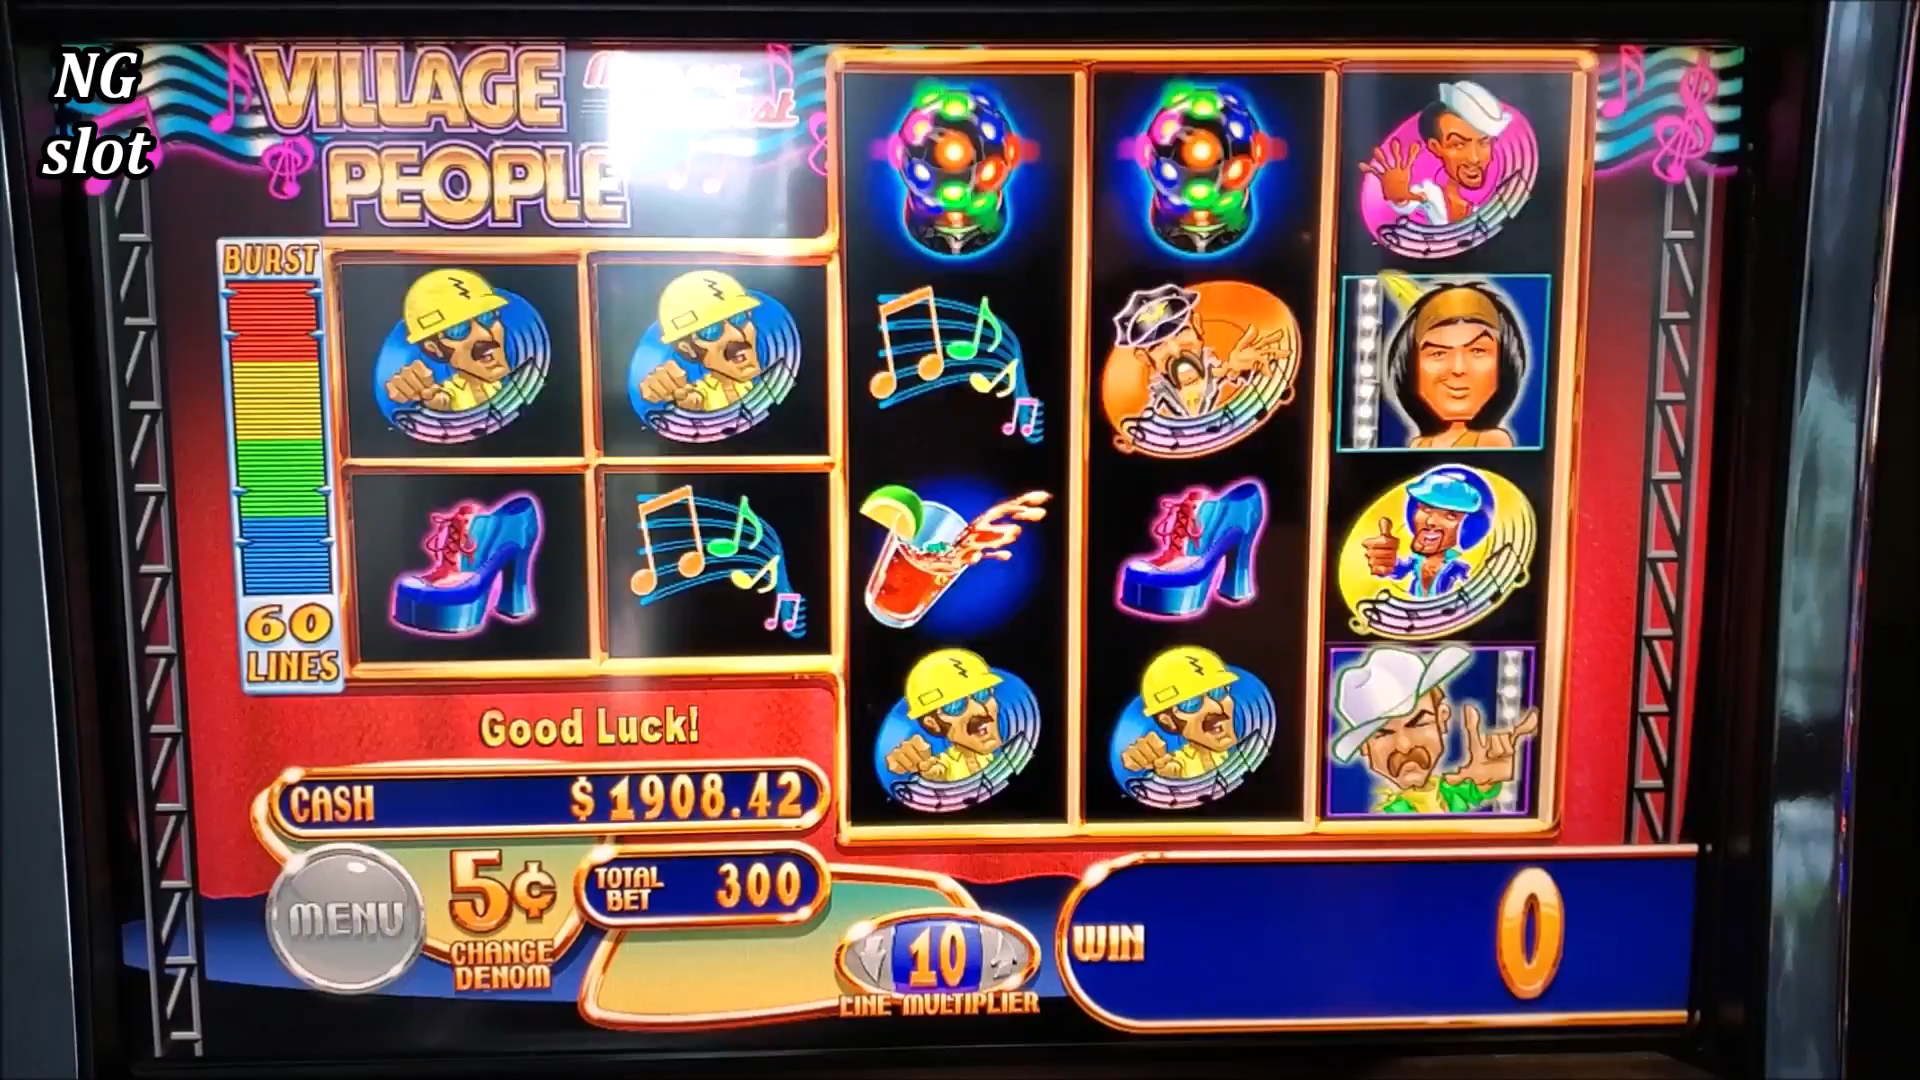 NG
slot
VILLAGE
PEOPLE
BURST
60
LINES
Good Luck!
CASH $ 1908.42
MENU
5¢
CHANGE
DENOM
TOTAL
BET
300
10
LINE MULTIPLIER
WIN 0